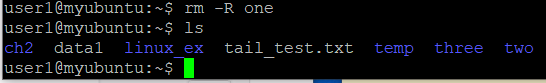 user1@myubuntu:~$ rm -R one
user1@myubuntu:~$ ls
ch2  data1  linux_ex  tail_test.txt  temp  three  two
user1@myubuntu:~$